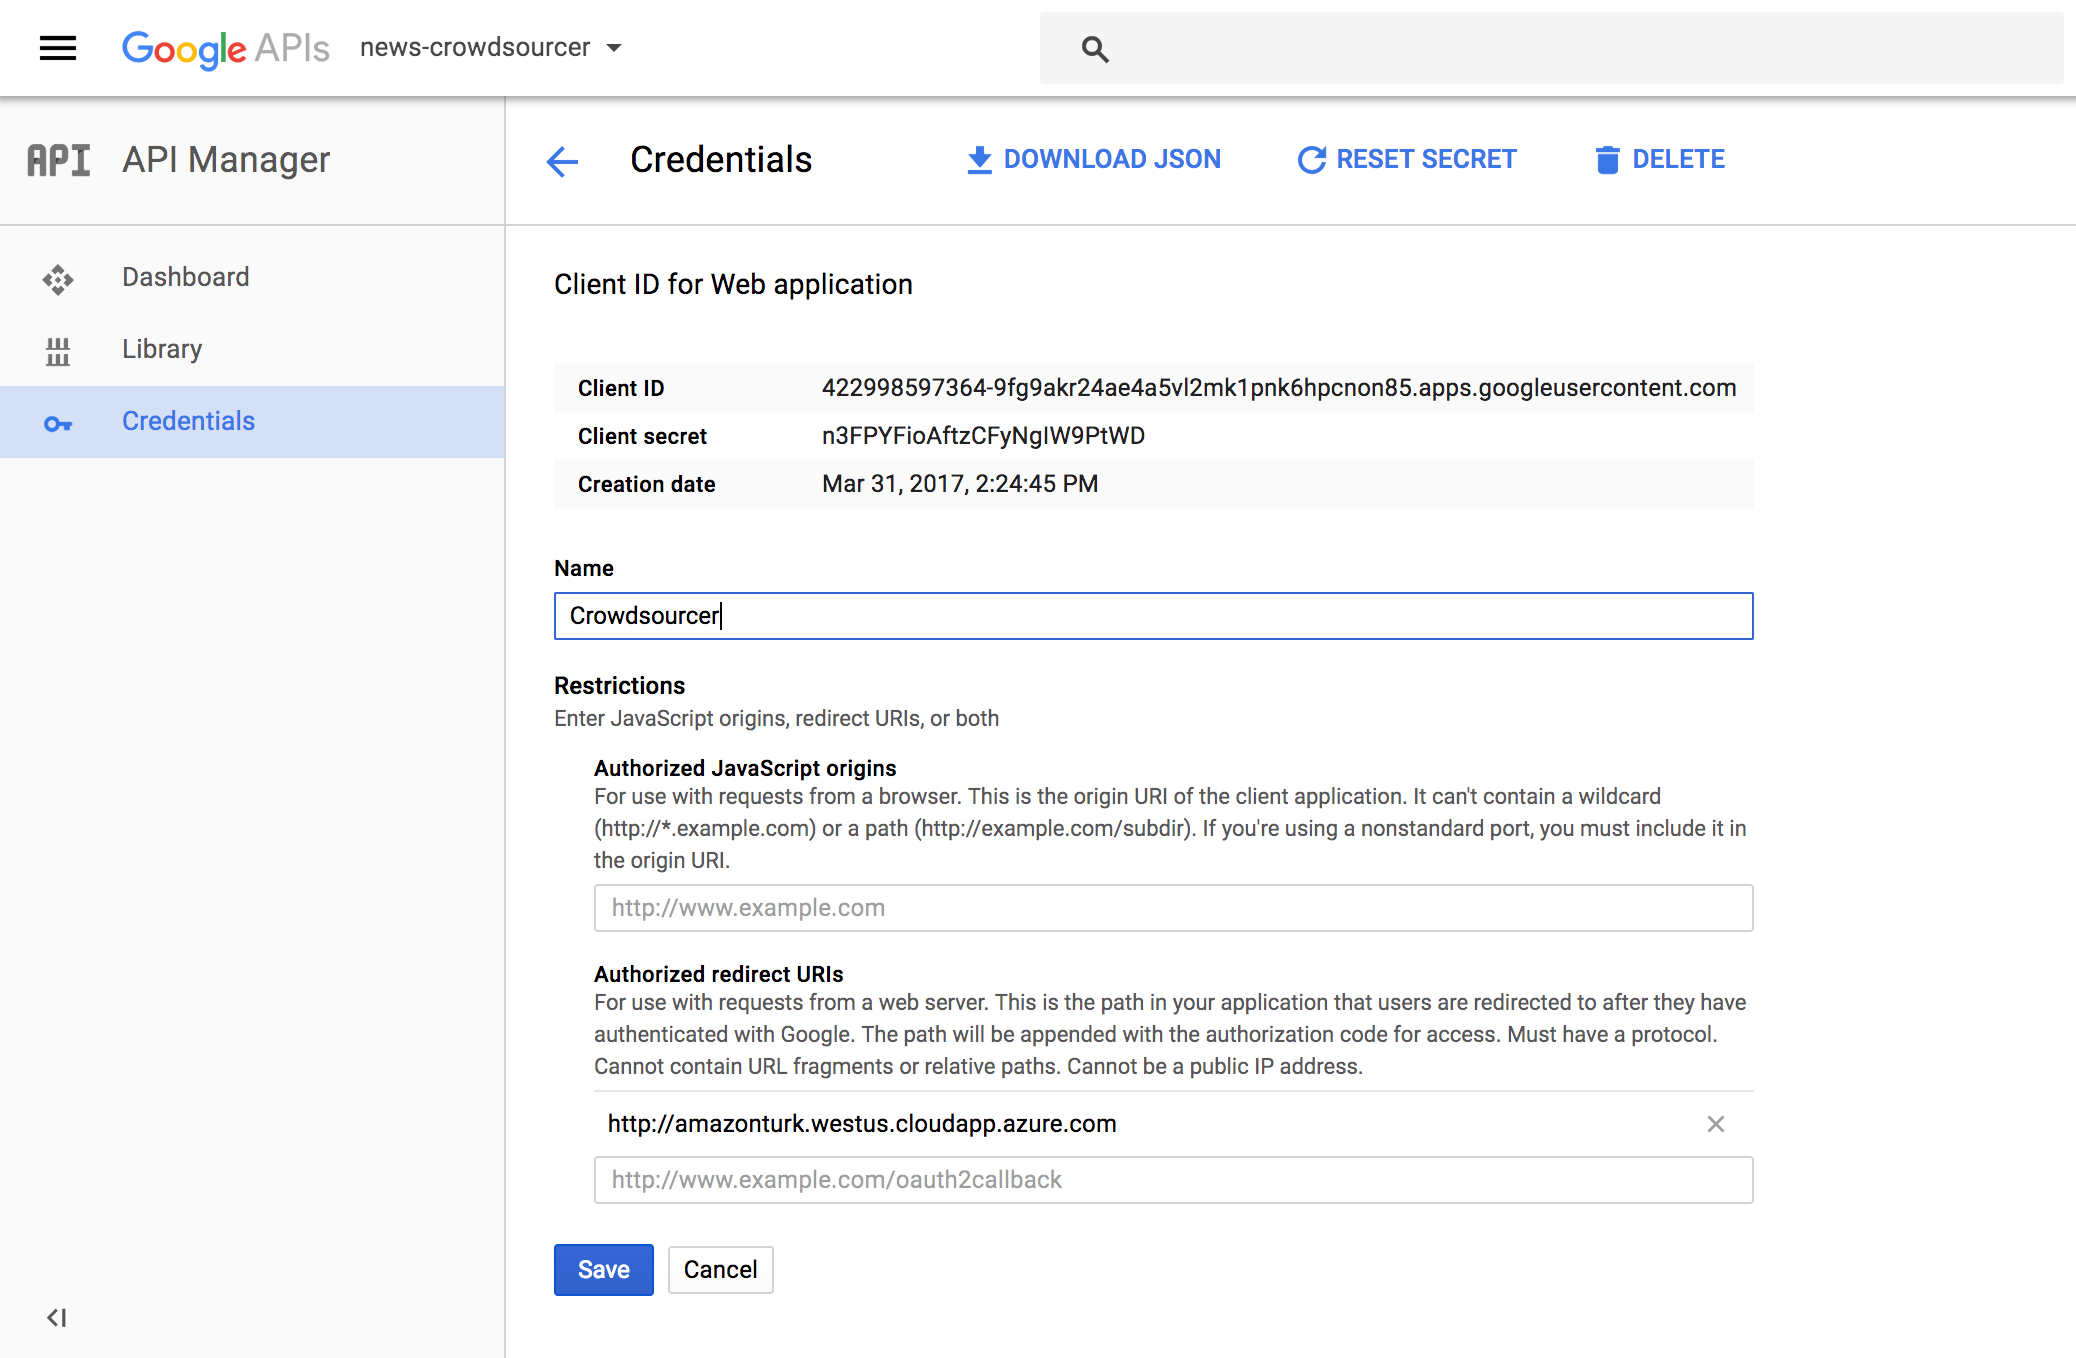 Google APIs news-crowdsourcer
API API Manager
Credentials DOWNLOAD JSON RESET SECRET DELETE
Dashboard
Library
Credentials
Client ID for Web application
Client ID 422998597364-9fg9akr24ae4a5vl2mk1pnk6hpcnon85.apps.googleusercontent.com
Client secret n3FPYFioAftzCFyNgIW9PtWD
Creation date Mar 31, 2017, 2:24:45 PM
Name
Crowdsourcer
Restrictions
Enter JavaScript origins, redirect URIs, or both
Authorized JavaScript origins
For use with requests from a browser. This is the origin URI of the client application. It can't contain a wildcard
(http://*.example.com) or a path (http://example.com/subdir). If you're using a nonstandard port, you must include it in
the origin URI.
http://www.example.com
Authorized redirect URIs
For use with requests from a web server. This is the path in your application that users are redirected to after they have
authenticated with Google. The path will be appended with the authorization code for access. Must have a protocol.
Cannot contain URL fragments or relative paths. Cannot be a public IP address.
http://amazonturk.westus.cloudapp.azure.com
http://www.example.com/oauth2callback
Save Cancel